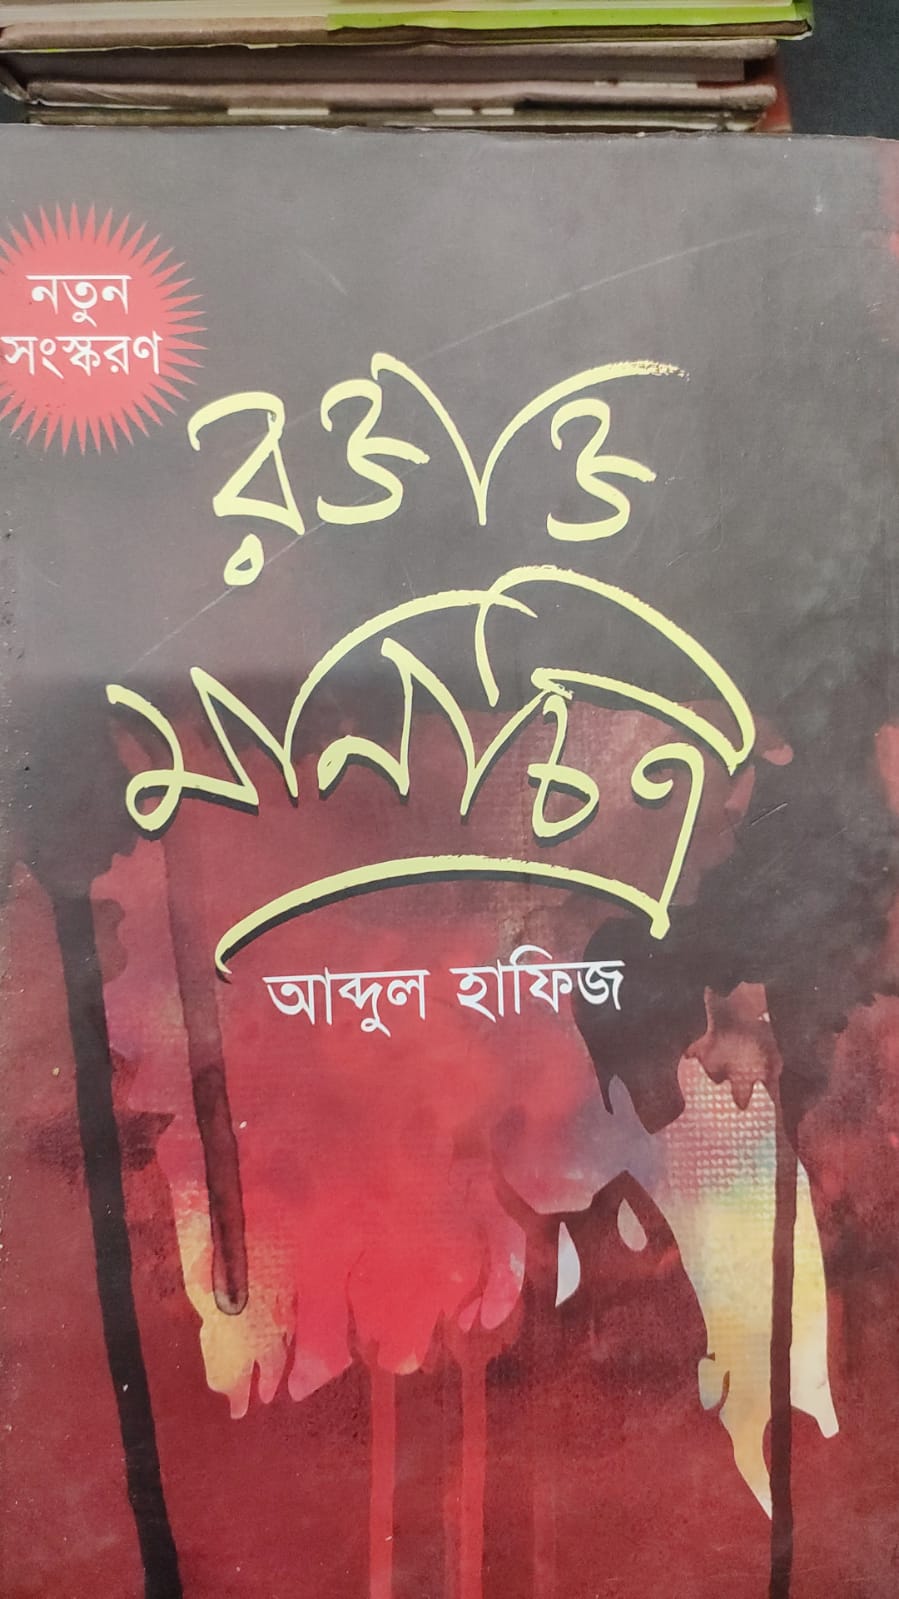 নতুন
সংস্করণ
রক্তাক্ত
মানচিত্র
আব্দুল হাফিজ